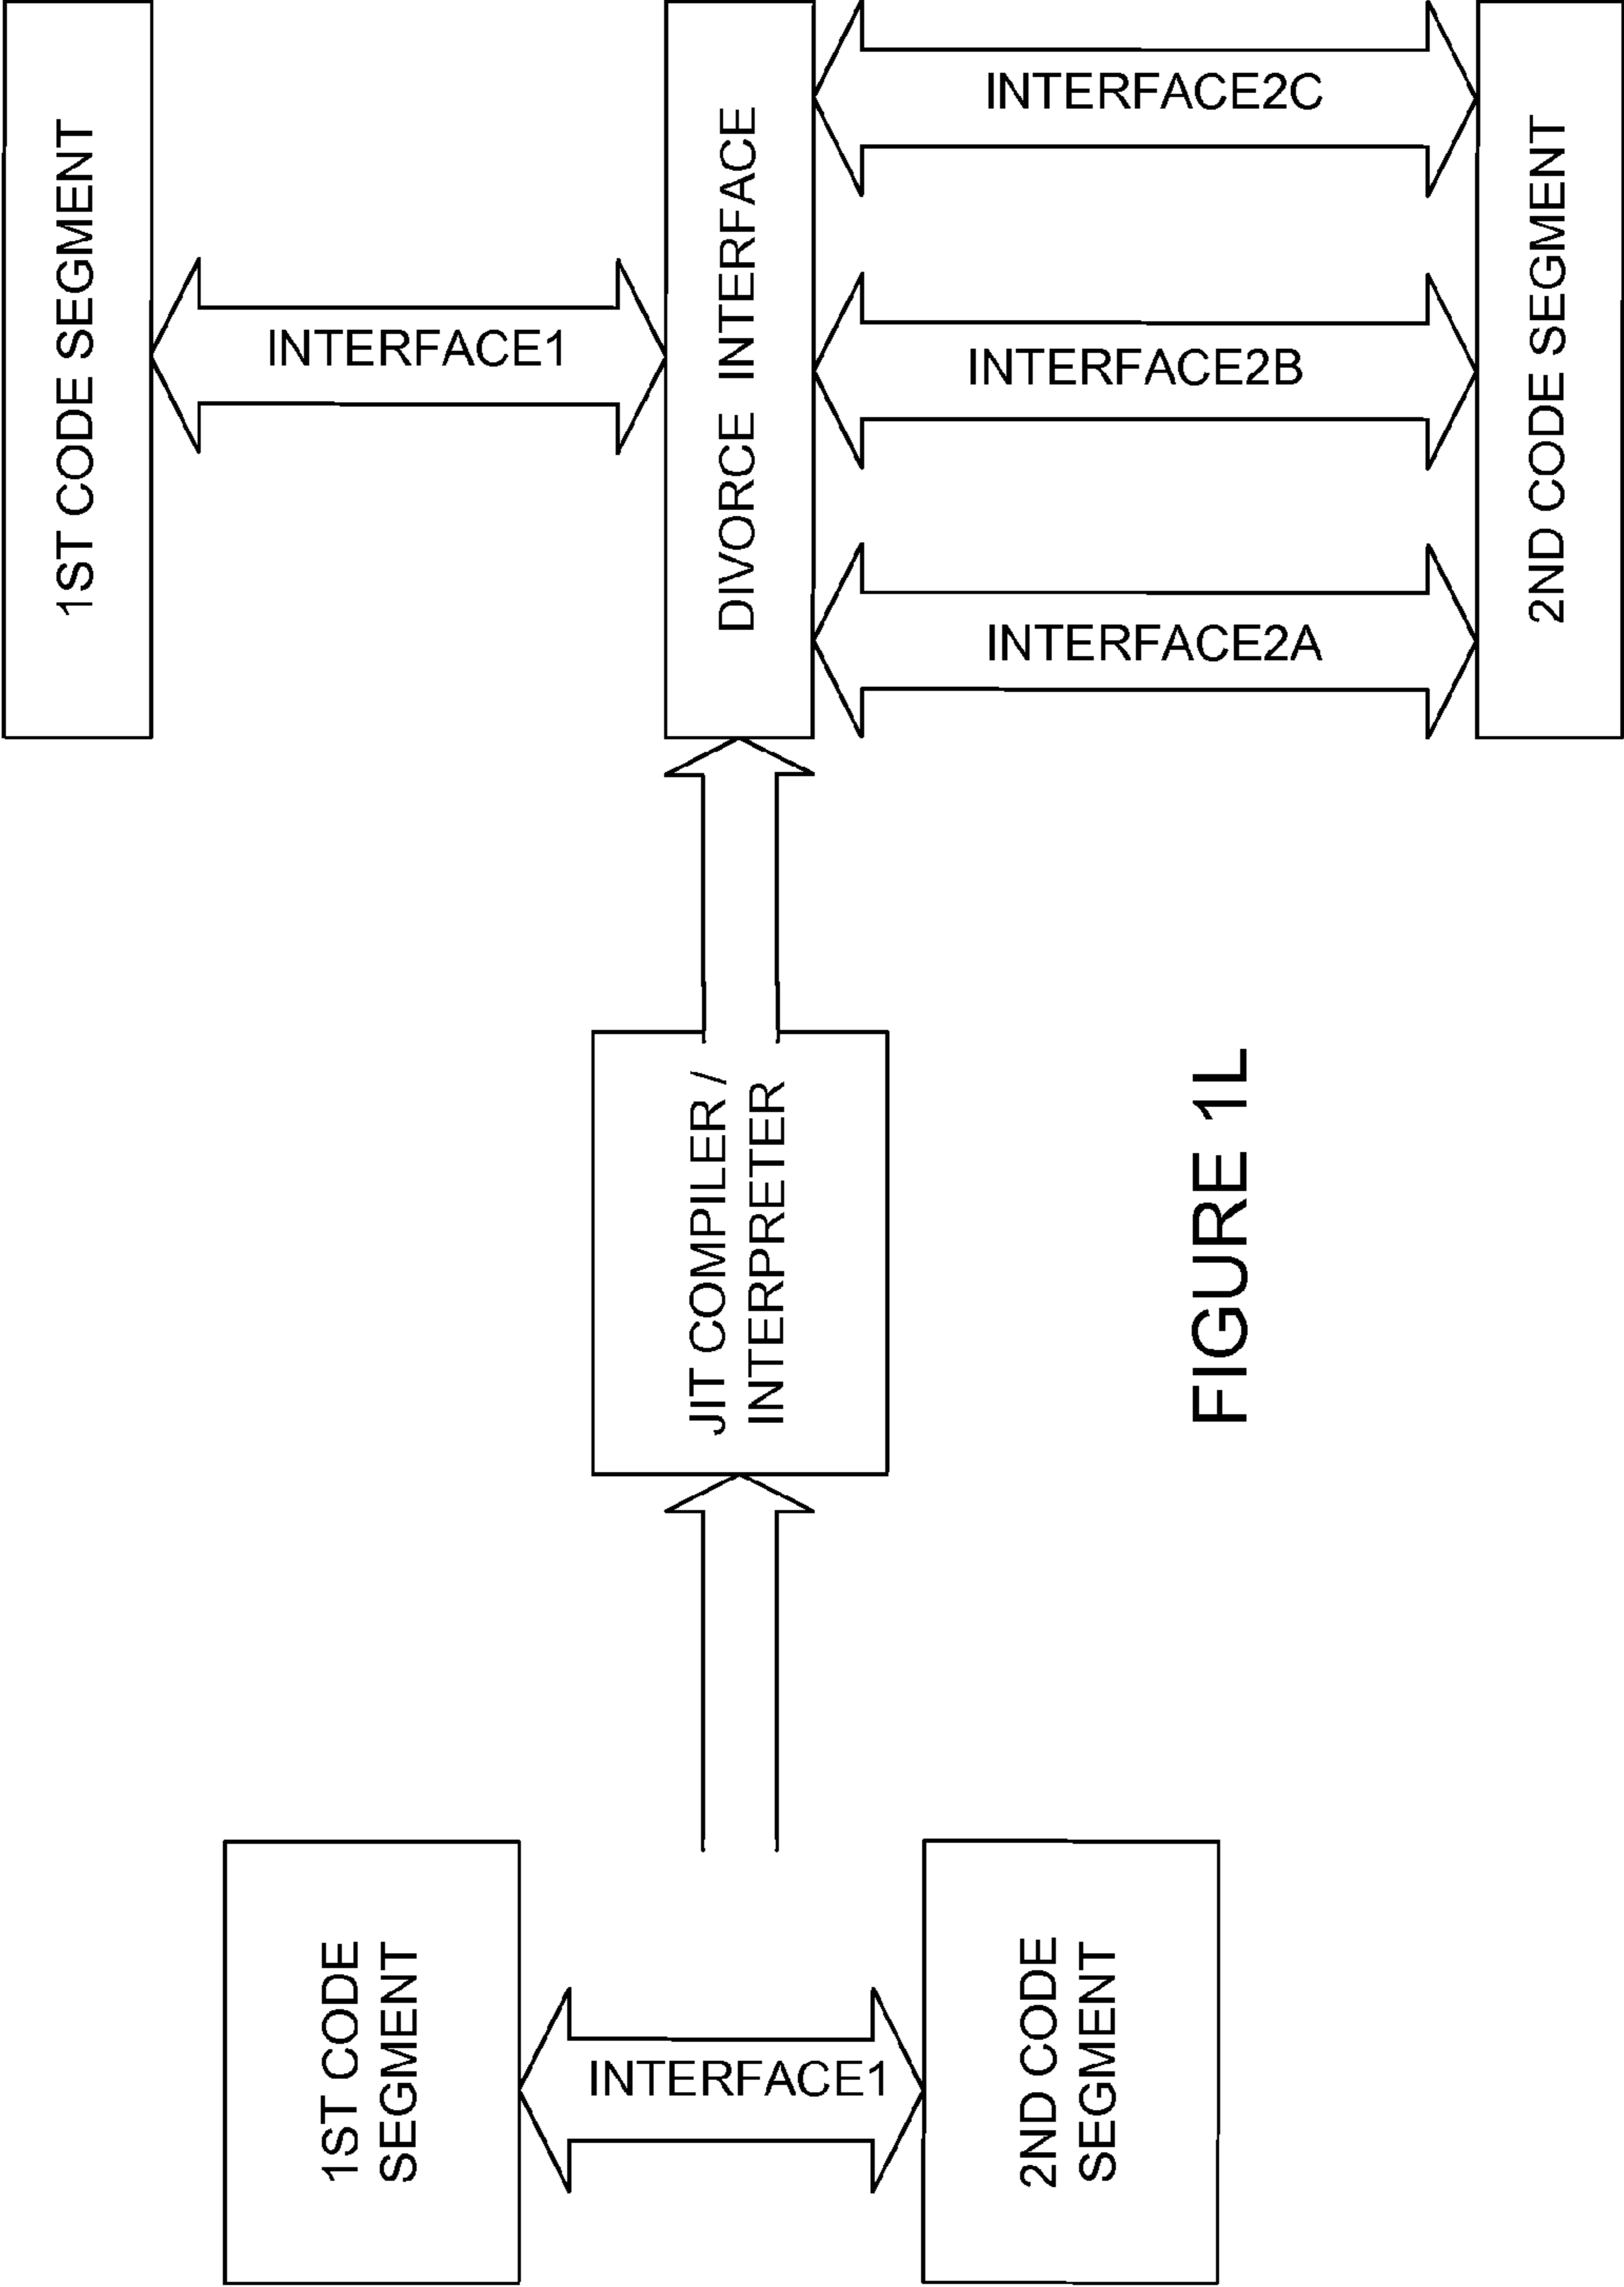 1ST CODE
SEGMENT
INTERFACE1
2ND CODE
SEGMENT
JIT COMPILER /
INTERPRETER
1ST CODE SEGMENT
INTERFACE1
DIVORCE INTERFACE
INTERFACE2A
INTERFACE2B
INTERFACE2C
2ND CODE SEGMENT
FIGURE 1L